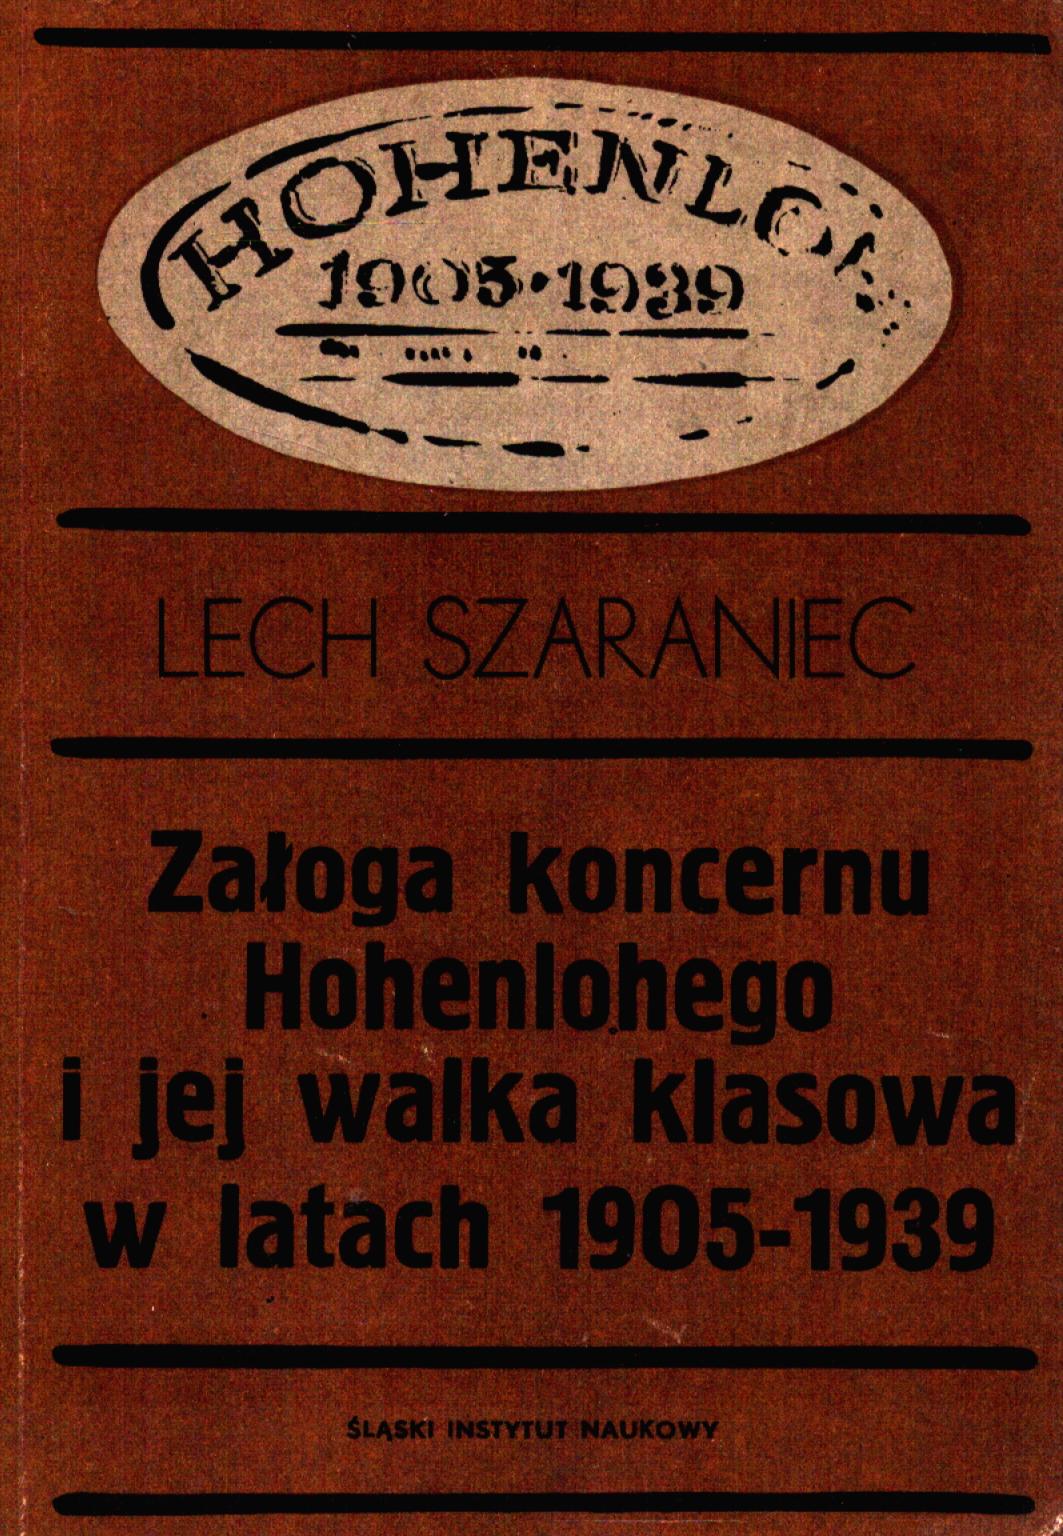 HOHENLO
1905·1939
LECH SZARANIEC
Załoga koncernu
Hohenlohego
i jej walka klasowa
w latach 1905-1939
ŚLĄSKI INSTYTUT NAUKOWY